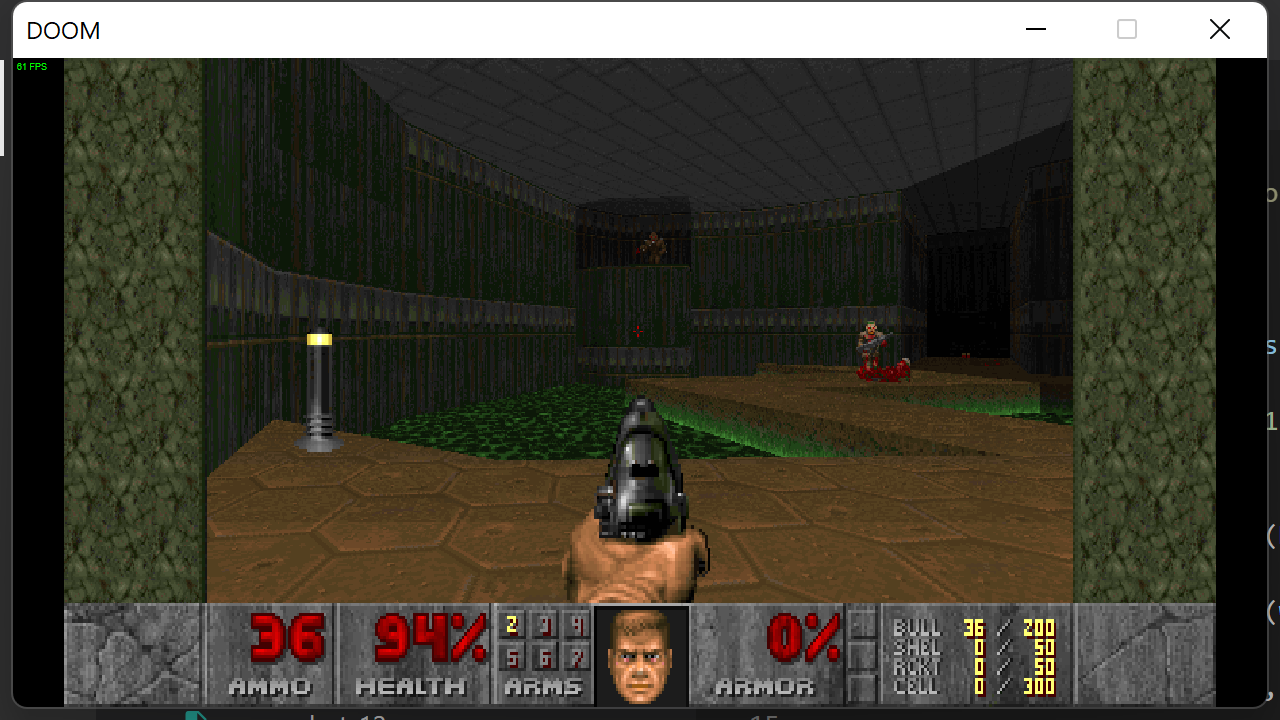 DOOM
61 FPS
36
AMMO
94%
HEALTH
2 3 4
5 6 7
ARMS
0%
ARMOR
BULL 36 / 200
SHEL 0 / 50
RCKT 0 / 50
CELL 0 / 300